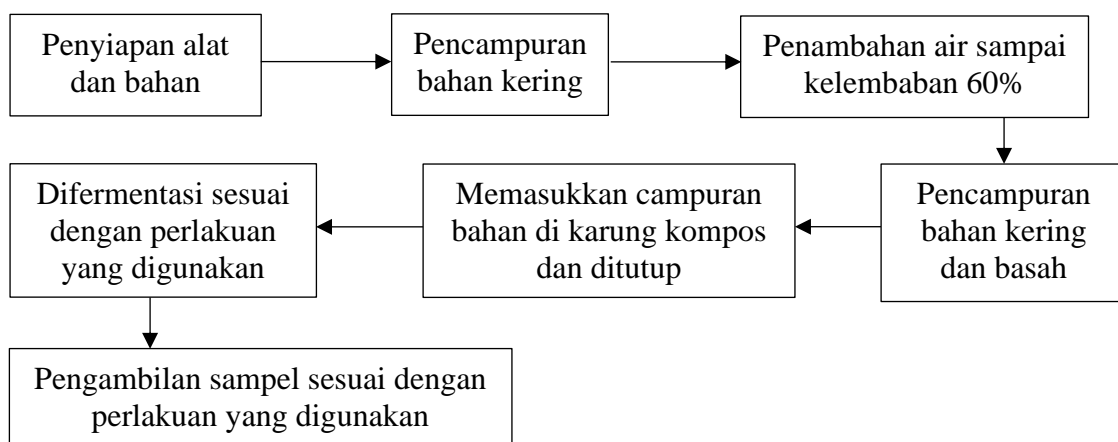 Penyiapan alat
dan bahan
Pencampuran
bahan kering
Penambahan air sampai
kelembaban 60%
Pencampuran
bahan kering
dan basah
Memasukkan campuran
bahan di karung kompos
dan ditutup
Difermentasi sesuai
dengan perlakuan
yang digunakan
Pengambilan sampel sesuai dengan
perlakuan yang digunakan